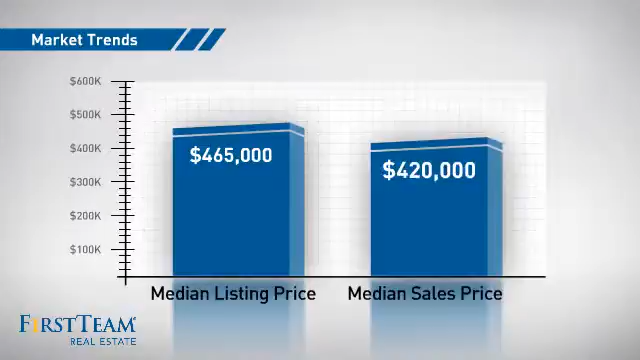 Market Trends
$600K
$500K
$400K
$300K
$200K
$100K
$465,000
$420,000
Median Listing Price
Median Sales Price
FIRSTTEAM®
REAL ESTATE